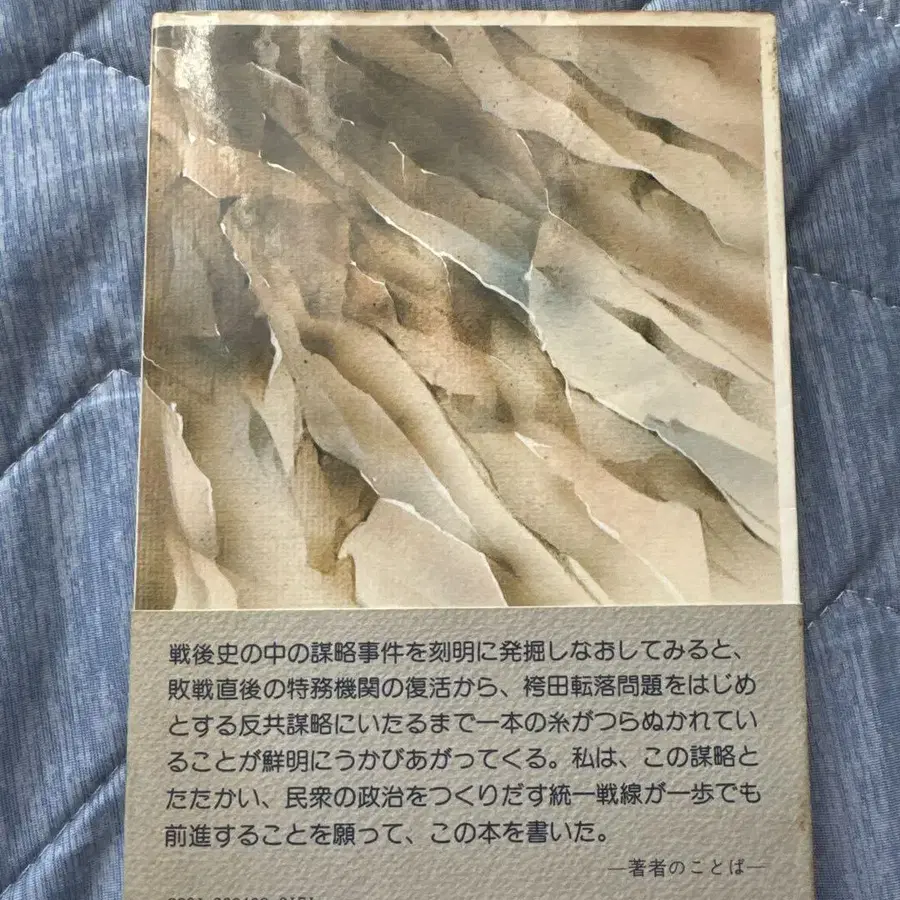 戦後史の中の謀略事件を刻明に発掘しなおしてみると、
敗戦直後の特務機関の復活から、袴田転落問題をはじめ
とする反共謀略にいたるまで一本の糸がつらぬかれてい
ることが鮮明にうかびあがってくる。私は、この謀略と
たたかい、民衆の政治をつくりだす統一戦線が一歩でも
前進することを願って、この本を書いた。
―著者のことば―